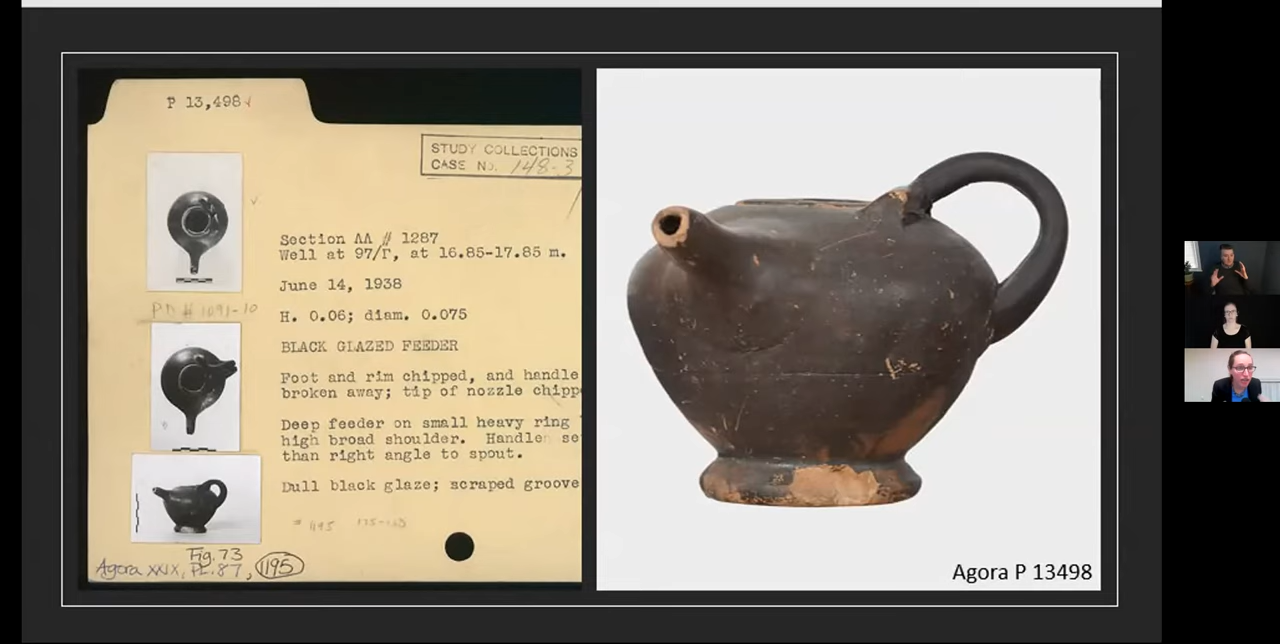 P 13,498
STUDY COLLECTIONS
CASE NO. 148-3
Section ΑΑ # 1287
Well at 97/Γ, at 16.85-17.85 m.
June 14, 1938
PD # 1091-10
H. 0.06; diam. 0.075
BLACK GLAZED FEEDER
Foot and rim chipped, and handle
broken away; tip of nozzle chipp
Deep feeder on small heavy ring
high broad shoulder. Handle se
than right angle to spout.
Dull black glaze; scraped groove
Fig. 73
Agora XXIX, Pl. 87, 1195
Agora P 13498